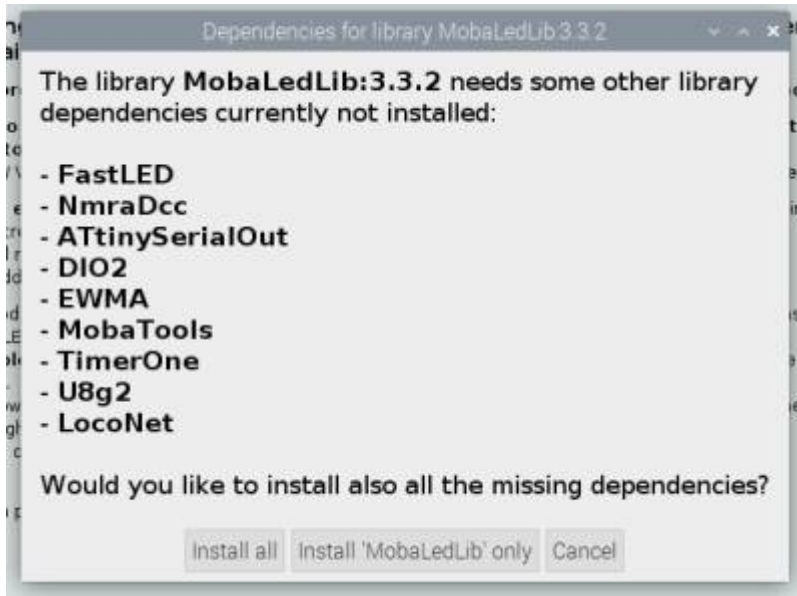 Dependencies for library MobaLedLib:3.3.2
The library MobaLedLib:3.3.2 needs some other library
dependencies currently not installed:
- FastLED
- NmraDcc
- ATtinySerialOut
- DIO2
- EWMA
- MobaTools
- TimerOne
- U8g2
- LocoNet
Would you like to install also all the missing dependencies?
Install all Install 'MobaLedLib' only Cancel